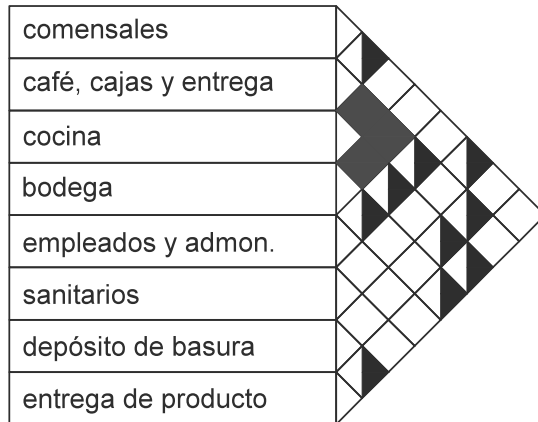 comensales
café, cajas y entrega
cocina
bodega
empleados y admon.
sanitarios
depósito de basura
entrega de producto